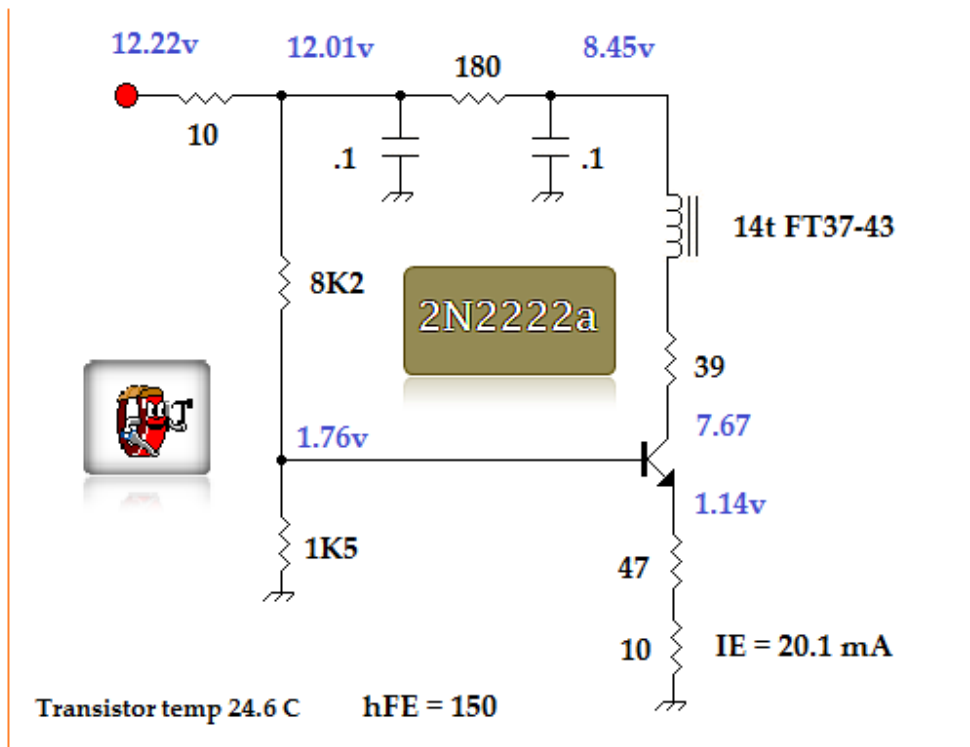 12.22v
12.01v
8.45v
180
10
.1
.1
14t FT37-43
8K2
2N2222a
39
7.67
1.76v
1.14v
1K5
47
10
IE = 20.1 mA
Transistor temp 24.6 C
hFE = 150